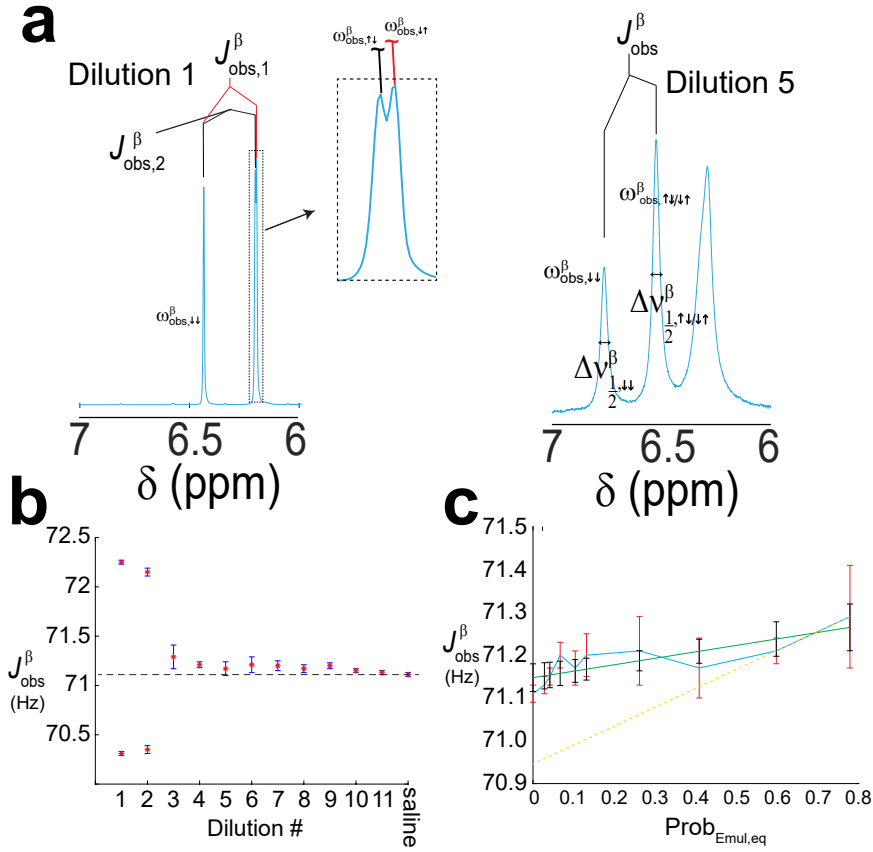 a
Dilution 1
J^β_obs,1
J^β_obs,2
ω^β_obs,↓↓
ω^β_obs,↑↓
ω^β_obs,↓↑
7
6.5
6
δ (ppm)
J^β_obs
Dilution 5
ω^β_obs,↑↓/↓↑
ω^β_obs,↓↓
Δν^β_1/2,↑↓/↓↑
Δν^β_1/2,↓↓
7
6.5
6
δ (ppm)
b
72.5
72
71.5
71
70.5
J^β_obs
(Hz)
1 2 3 4 5 6 7 8 9 10 11 saline
Dilution #
c
71.5
71.4
71.3
71.2
71.1
71.0
70.9
J^β_obs
(Hz)
0 0.1 0.2 0.3 0.4 0.5 0.6 0.7 0.8
Prob_Emul,eq